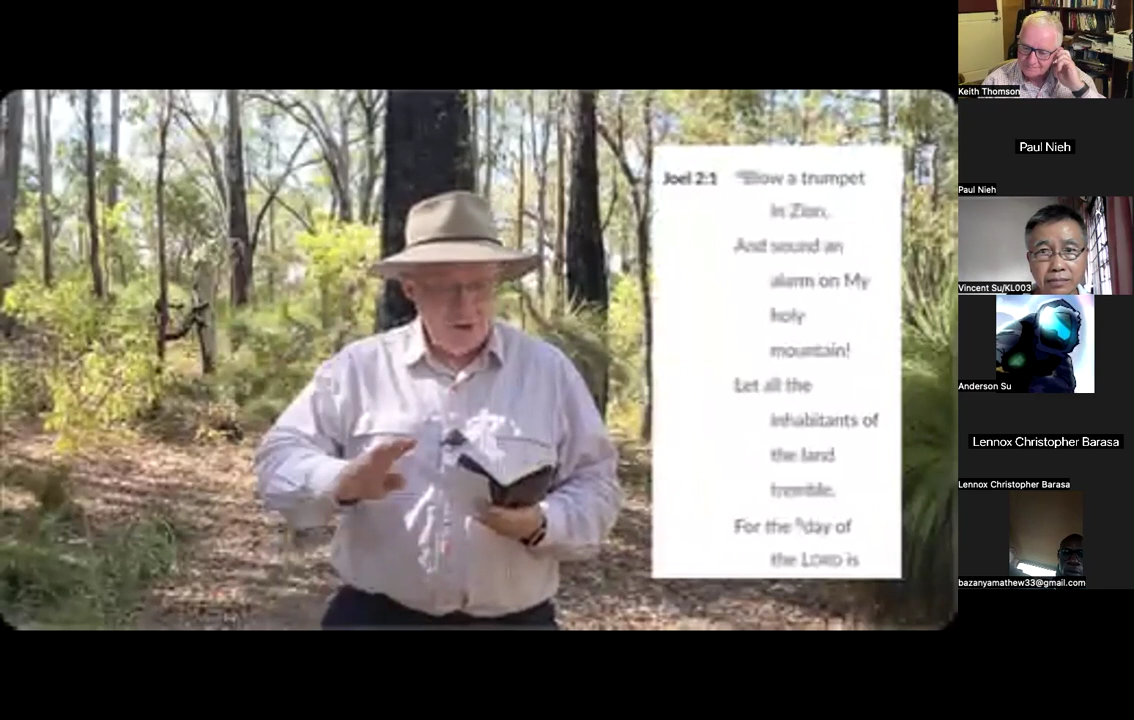 Joel 2:1 Blow a trumpet
in Zion,
And sound an
alarm on My
holy
mountain!
Let all the
inhabitants of
the land
tremble.
For the day of
the LORD is
Keith Thomson
Paul Nieh
Paul Nieh
Vincent Su/KL003
Anderson Su
Lennox Christopher Barasa
Lennox Christopher Barasa
bazanyamathew33@gmail.com